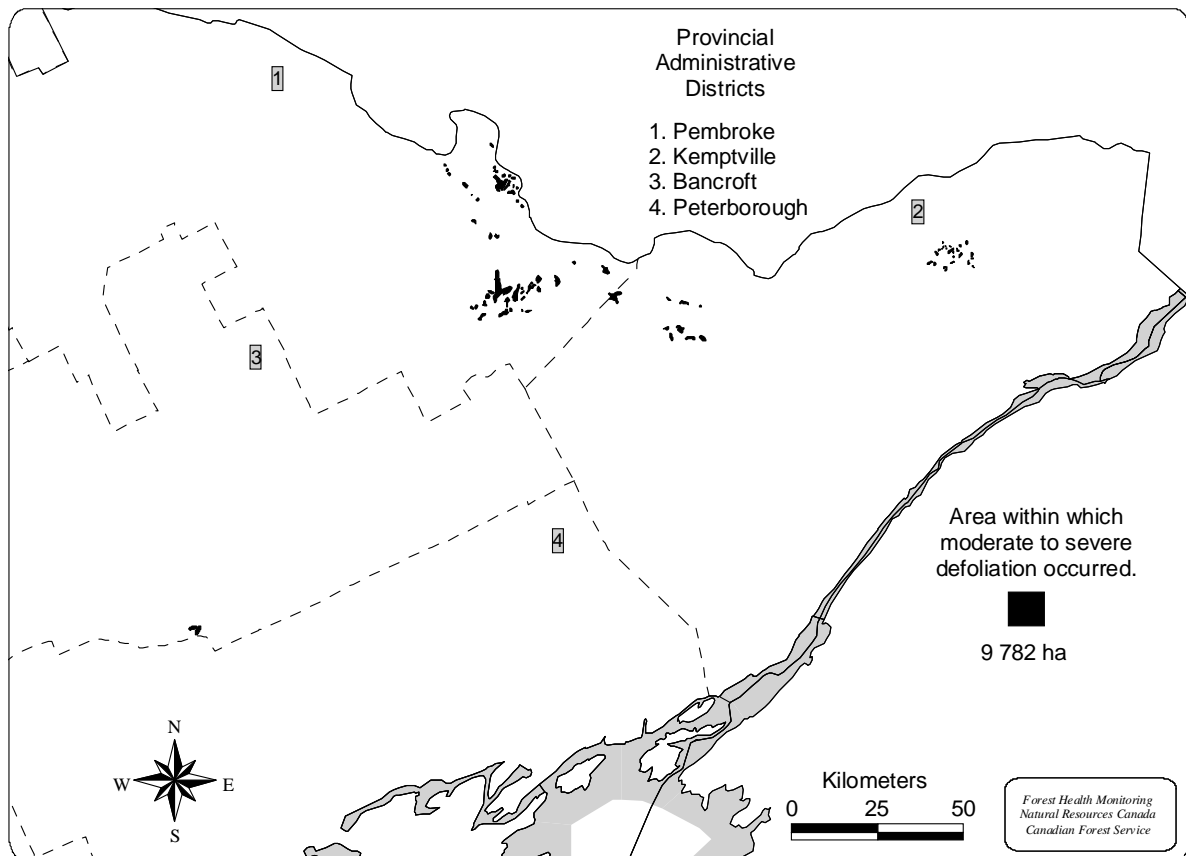 Provincial
Administrative
Districts
1. Pembroke
2. Kemptville
3. Bancroft
4. Peterborough
1
2
3
4
Area within which
moderate to severe
defoliation occurred.
9 782 ha
N
W E
S
Kilometers
0 25 50
Forest Health Monitoring
Natural Resources Canada
Canadian Forest Service